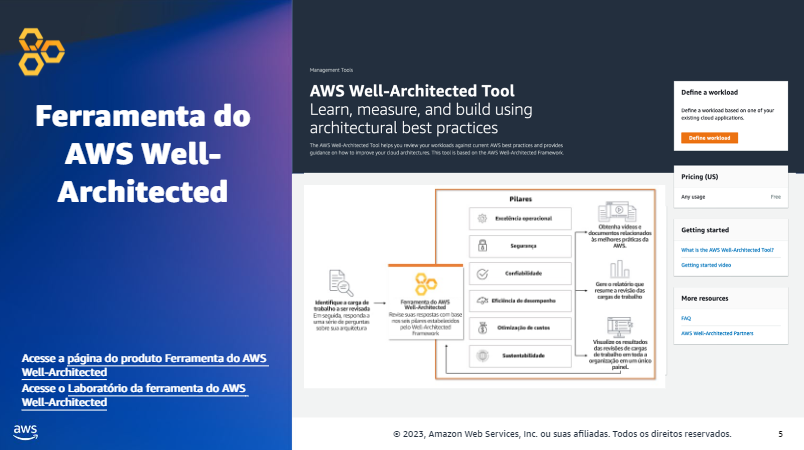 Ferramenta do
AWS Well-
Architected
Acesse a página do produto Ferramenta do AWS
Well-Architected
Acesse o Laboratório da ferramenta do AWS
Well-Architected
aws
Management Tools
AWS Well-Architected Tool
Learn, measure, and build using
architectural best practices
The AWS Well-Architected Tool helps you review your workloads against current AWS best practices and provides
guidance on how to improve your cloud architectures. This tool is based on the AWS Well-Architected Framework.
Define a workload
Define a workload based on one of your
existing cloud applications.
Define workload
Pricing (US)
Any usage Free
Getting started
What is the AWS Well-Architected Tool?
Getting started video
More resources
FAQ
AWS Well-Architected Partners
Identifique a carga de
trabalho a ser revisada
Em seguida, responda a
uma série de perguntas
sobre sua arquitetura
Ferramenta do AWS
Well-Architected
Revise suas respostas com base
nos seis pilares estabelecidos
pelo Well-Architected
Framework
Pilares
Excelência operacional
Segurança
Confiabilidade
Eficiência de desempenho
Otimização de custos
Sustentabilidade
Obtenha vídeos e
documentos relacionados
às melhores práticas da
AWS.
Gere o relatório que
resume a revisão das
cargas de trabalho
Visualize os resultados
das revisões de cargas
de trabalho em toda a
organização em um único
painel.
© 2023, Amazon Web Services, Inc. ou suas afiliadas. Todos os direitos reservados.
5